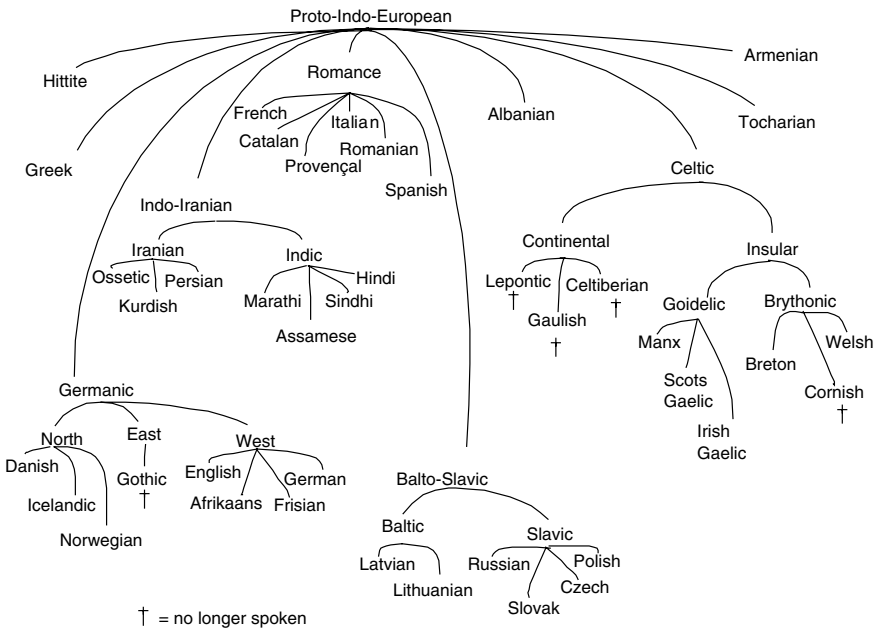 Proto-Indo-European
Armenian
Hittite
Romance
Albanian
Tocharian
French
Italian
Catalan
Romanian
Provençal
Spanish
Greek
Celtic
Indo-Iranian
Iranian
Indic
Ossetic
Persian
Kurdish
Hindi
Marathi
Sindhi
Assamese
Continental
Insular
Lepontic
†
Celtiberian
†
Gaulish
†
Goidelic
Brythonic
Manx
Scots
Gaelic
Irish
Gaelic
Breton
Welsh
Cornish
†
Germanic
North
East
West
Danish
Icelandic
Norwegian
Gothic
†
English
German
Afrikaans
Frisian
Balto-Slavic
Baltic
Slavic
Latvian
Lithuanian
Russian
Polish
Czech
Slovak
† = no longer spoken